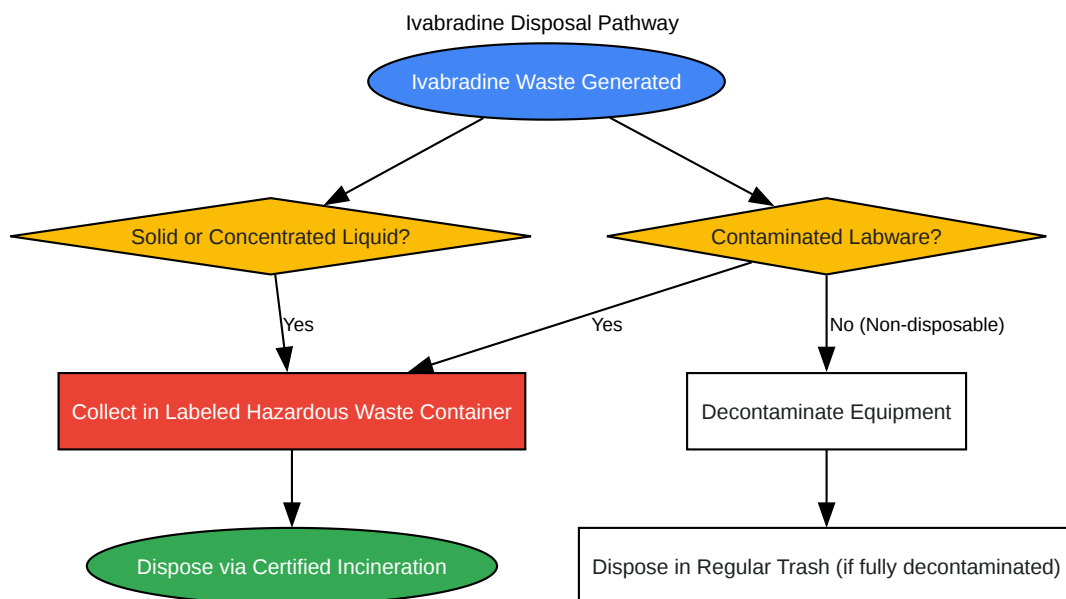 Ivabradine Disposal Pathway
Ivabradine Waste Generated
Solid or Concentrated Liquid?
Contaminated Labware?
Yes
Yes
No (Non-disposable)
Collect in Labeled Hazardous Waste Container
Decontaminate Equipment
Dispose via Certified Incineration
Dispose in Regular Trash (if fully decontaminated)